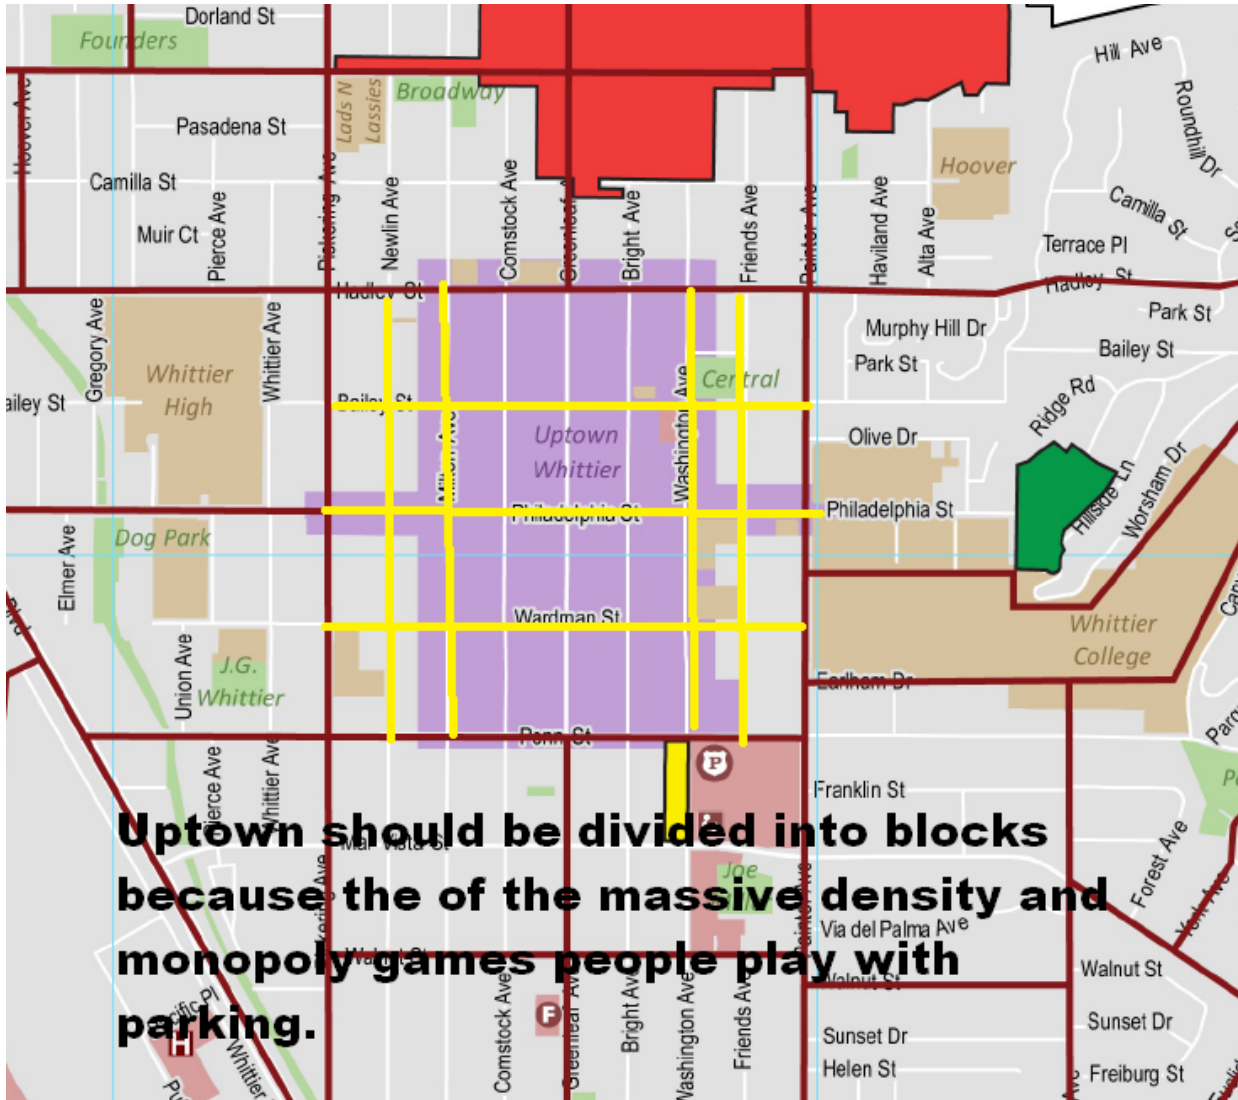 Dorland St
Founders
Hill Ave
Hoover Ave
Lads N
Lassies
Broadway
Roundhill Dr
Pasadena St
Hoover
Camilla St
Pierce Ave
Pickering Ave
Newlin Ave
Comstock Ave
Greenleaf A
Bright Ave
Friends Ave
Painter Ave
Haviland Ave
Alta Ave
Camilla St
Muir Ct
Terrace Pl
Hadley St
Hadley St
Park St
Gregory Ave
Whittier Ave
Murphy Hill Dr
Park St
Bailey St
Whittier
High
Central
Ridge Rd
ailey St
Bailey St
Milton Ave
Uptown
Whittier
Washington Ave
Olive Dr
Hillside Ln
Worsham Dr
Philadelphia St
Philadelphia St
Dog Park
Elmer Ave
Blvd
Wardman St
Whittier
College
Union Ave
J.G.
Whittier
Earlham Dr
Penn St
P
Pierce Ave
Whittier Ave
Franklin St
Uptown should be divided into blocks
because the of the massive density and
monopoly games people play with
parking.
Mar Vista St
Joe
Forest Ave
York Ave
Pickering Ave
Painter Ave
Via del Palma Ave
Walnut St
Walnut St
Walnut St
Pacific Pl
H
Whittier
F
Comstock Ave
Greenleaf Ave
Bright Ave
Washington Ave
Friends Ave
Sunset Dr
Sunset Dr
Helen St
Freiburg St
Ave